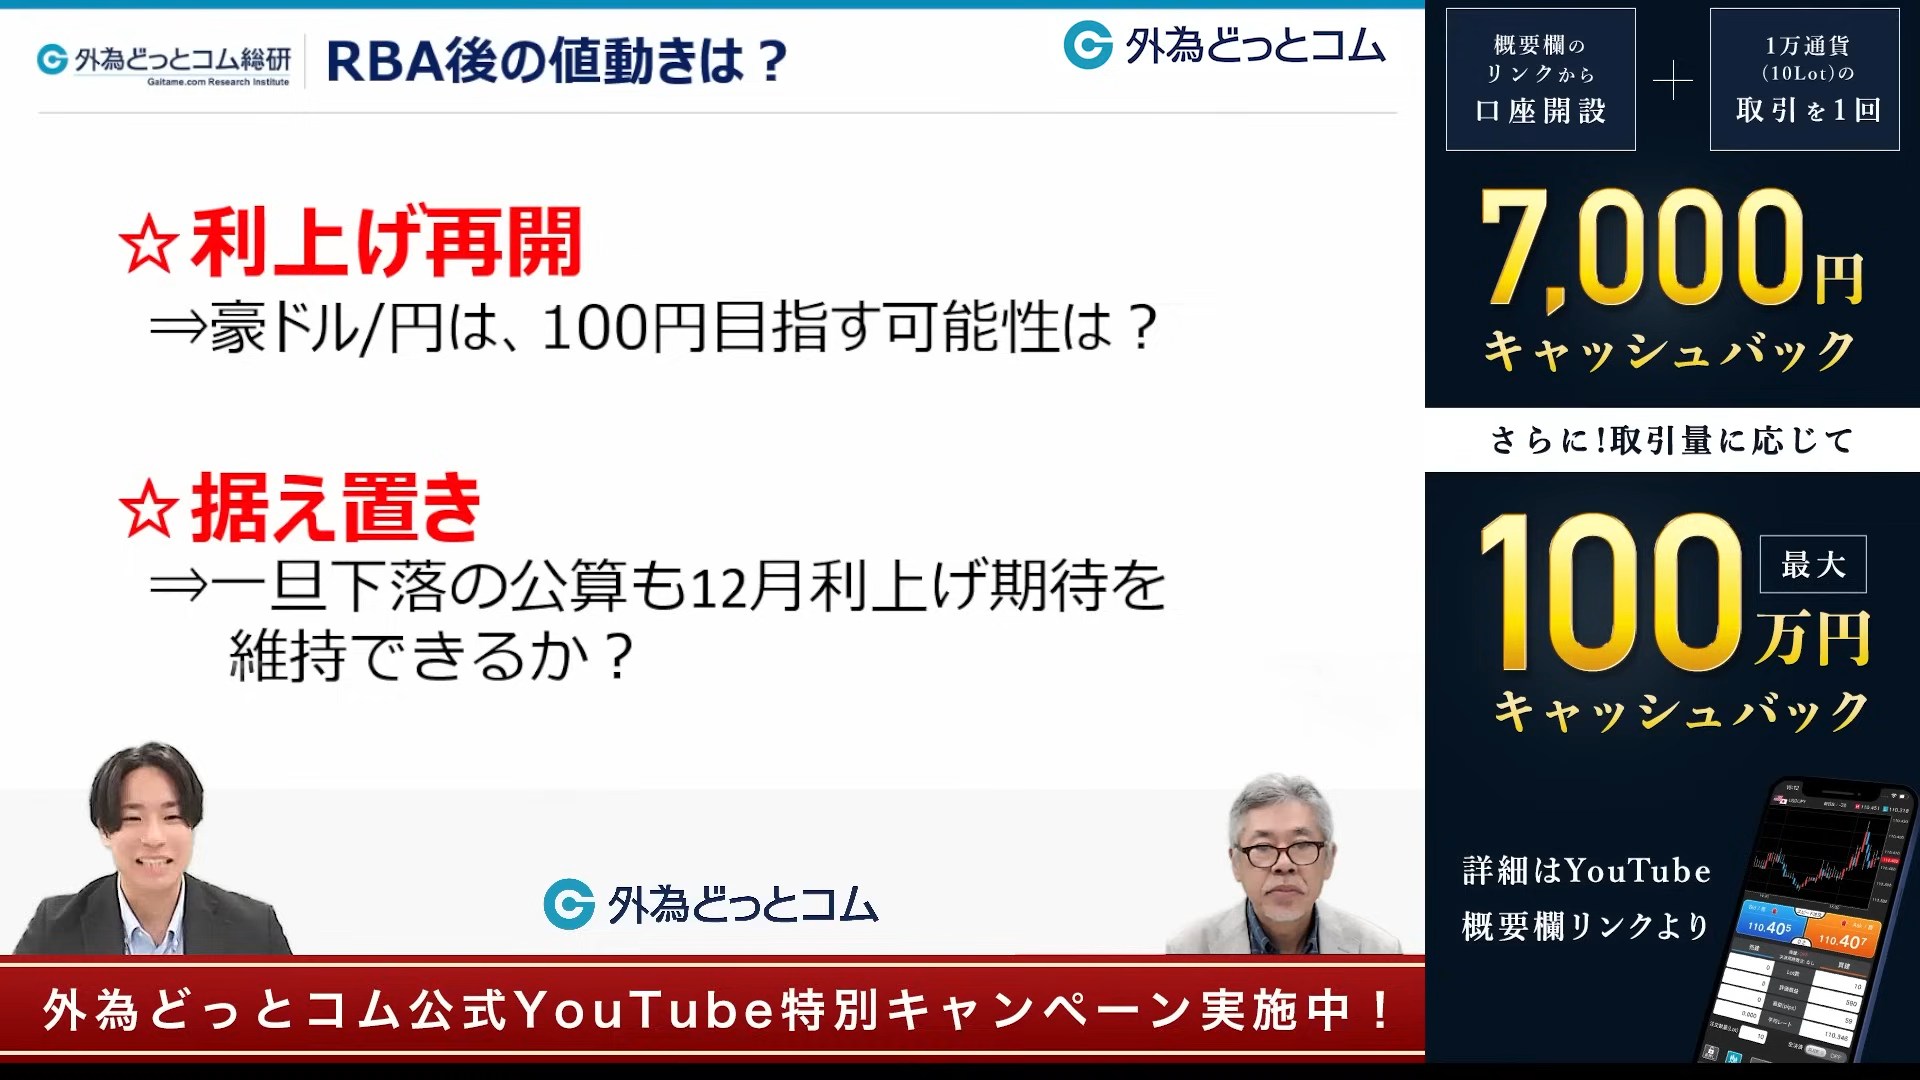 外為どっとコム総研
Gaitame.com Research Institute
RBA後の値動きは？
外為どっとコム
☆利上げ再開
⇒豪ドル/円は、100円目指す可能性は？
☆据え置き
⇒一旦下落の公算も12月利上げ期待を
維持できるか？
外為どっとコム
外為どっとコム公式YouTube特別キャンペーン実施中！
概要欄の
リンクから
口座開設
＋
1万通貨
(10Lot)の
取引を1回
7,000円
キャッシュバック
さらに!取引量に応じて
最大
100万円
キャッシュバック
詳細はYouTube
概要欄リンクより
110.405
110.407